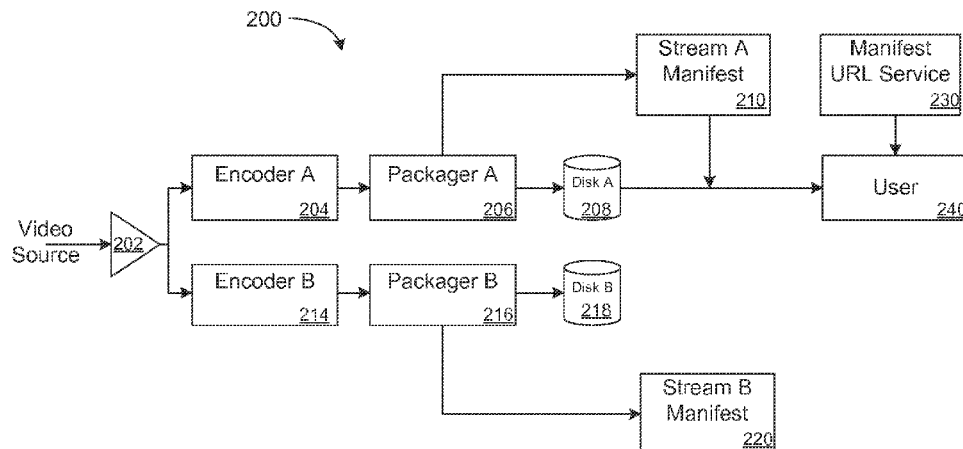 200
Stream A
Manifest
210
Manifest
URL Service
230
Encoder A
204
Packager A
206
Disk A
208
User
240
Video
Source
202
Encoder B
214
Packager B
216
Disk B
218
Stream B
Manifest
220